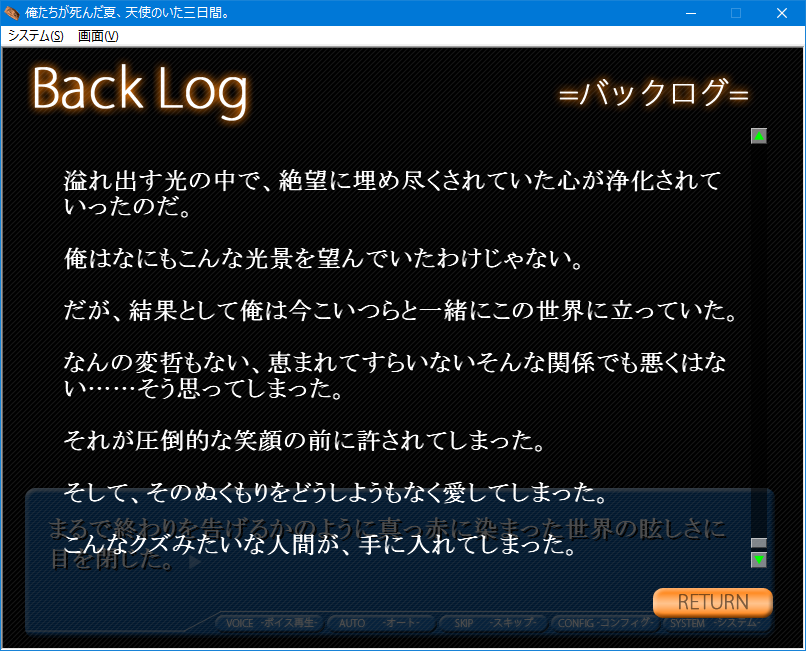 俺たちが死んだ夏、天使のいた三日間。
システム(S) 画面(V)
Back Log
=バックログ=
溢れ出す光の中で、絶望に埋め尽くされていた心が浄化されて
いったのだ。
俺はなにもこんな光景を望んでいたわけじゃない。
だが、結果として俺は今こいつらと一緒にこの世界に立っていた。
なんの変哲もない、恵まれてすらいないそんな関係でも悪くはな
い……そう思ってしまった。
それが圧倒的な笑顔の前に許されてしまった。
そして、そのぬくもりをどうしようもなく愛してしまった。
まるで終わりを告げるかのように真っ赤に染まった世界の眩しさに
こんなクズみたいな人間が、手に入れてしまった。
目を閉じた。
RETURN
VOICE -ボイス再生- AUTO -オート- SKIP -スキップ- CONFIG -コンフィグ- SYSTEM -システム-